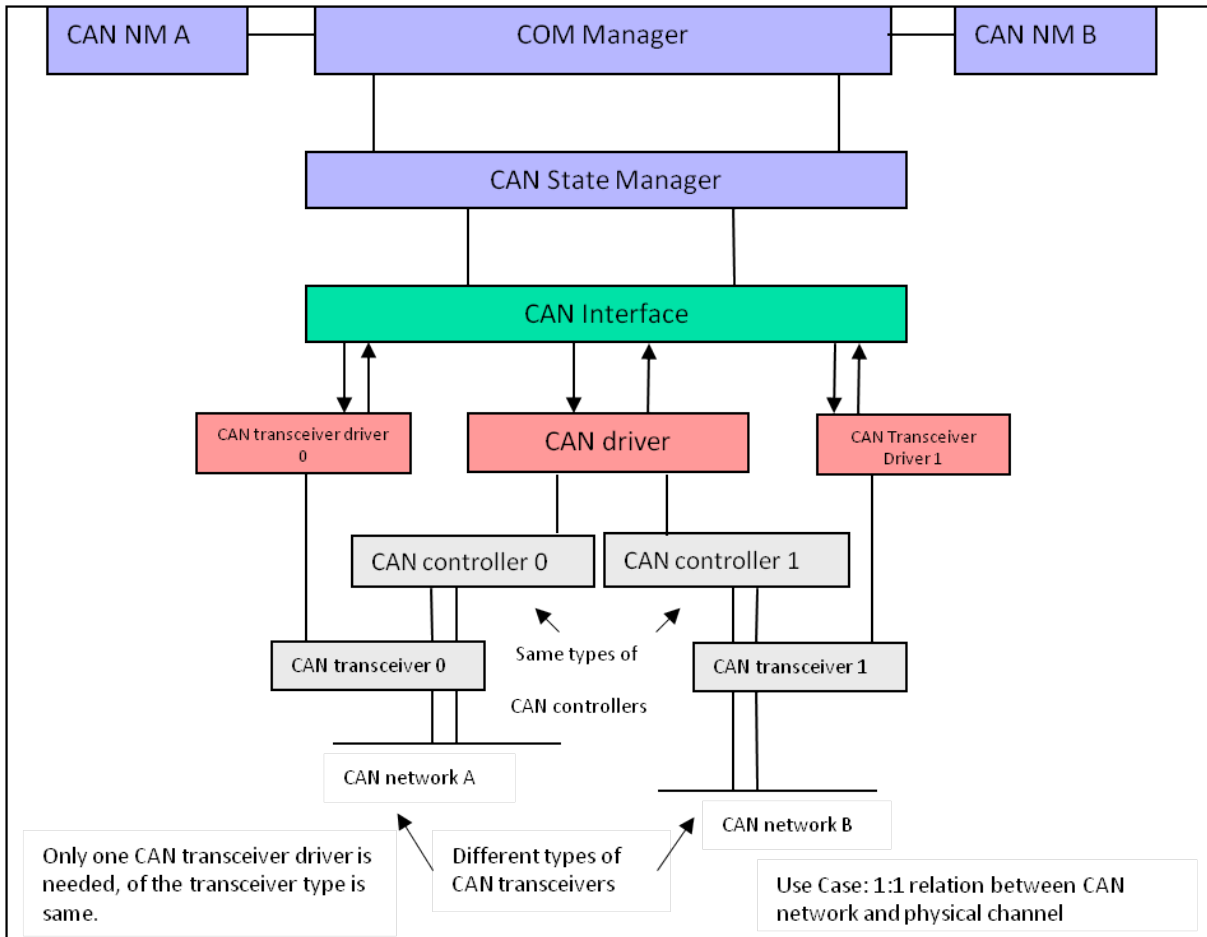 CAN NM A
COM Manager
CAN NM B
CAN State Manager
CAN Interface
CAN transceiver driver
0
CAN driver
CAN Transceiver
Driver 1
CAN controller 0
CAN controller 1
CAN transceiver 0
Same types of
CAN controllers
CAN transceiver 1
CAN network A
CAN network B
Only one CAN transceiver driver is
needed, of the transceiver type is
same.
Different types of
CAN transceivers
Use Case: 1:1 relation between CAN
network and physical channel